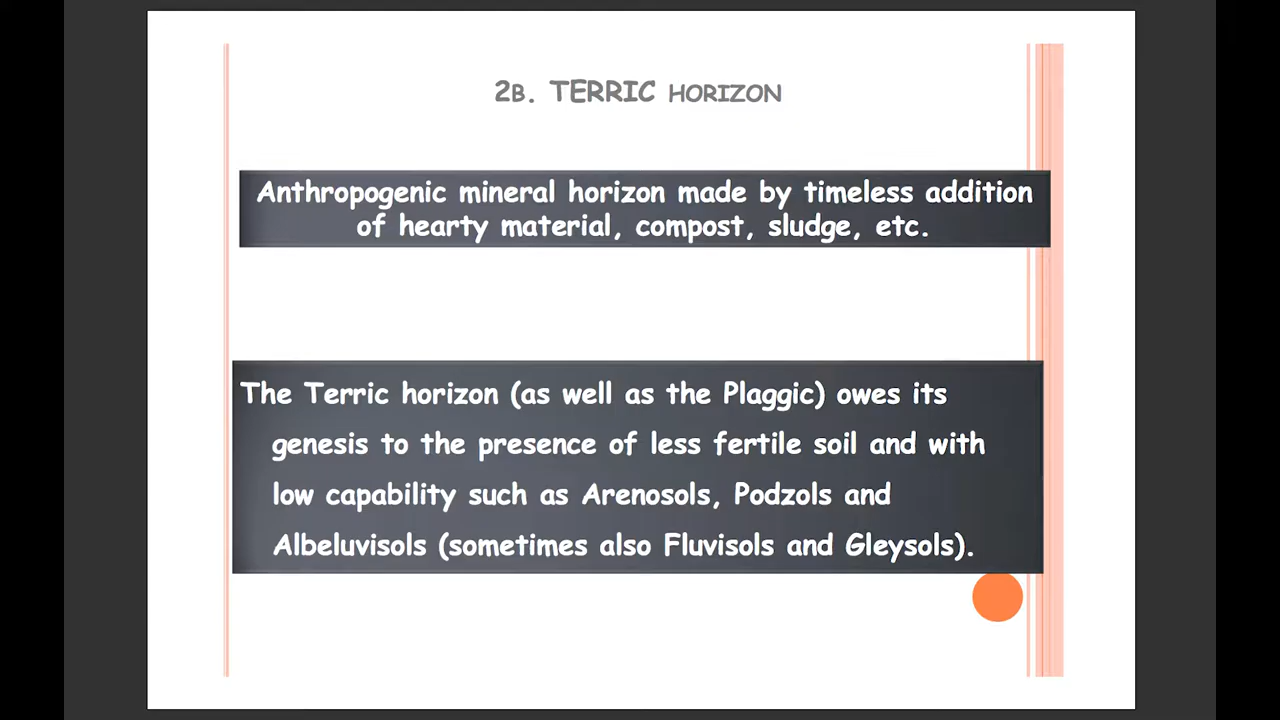 2B. TERRIC HORIZON
Anthropogenic mineral horizon made by timeless addition
of hearty material, compost, sludge, etc.
The Terric horizon (as well as the Plaggic) owes its
genesis to the presence of less fertile soil and with
low capability such as Arenosols, Podzols and
Albeluvisols (sometimes also Fluvisols and Gleysols).